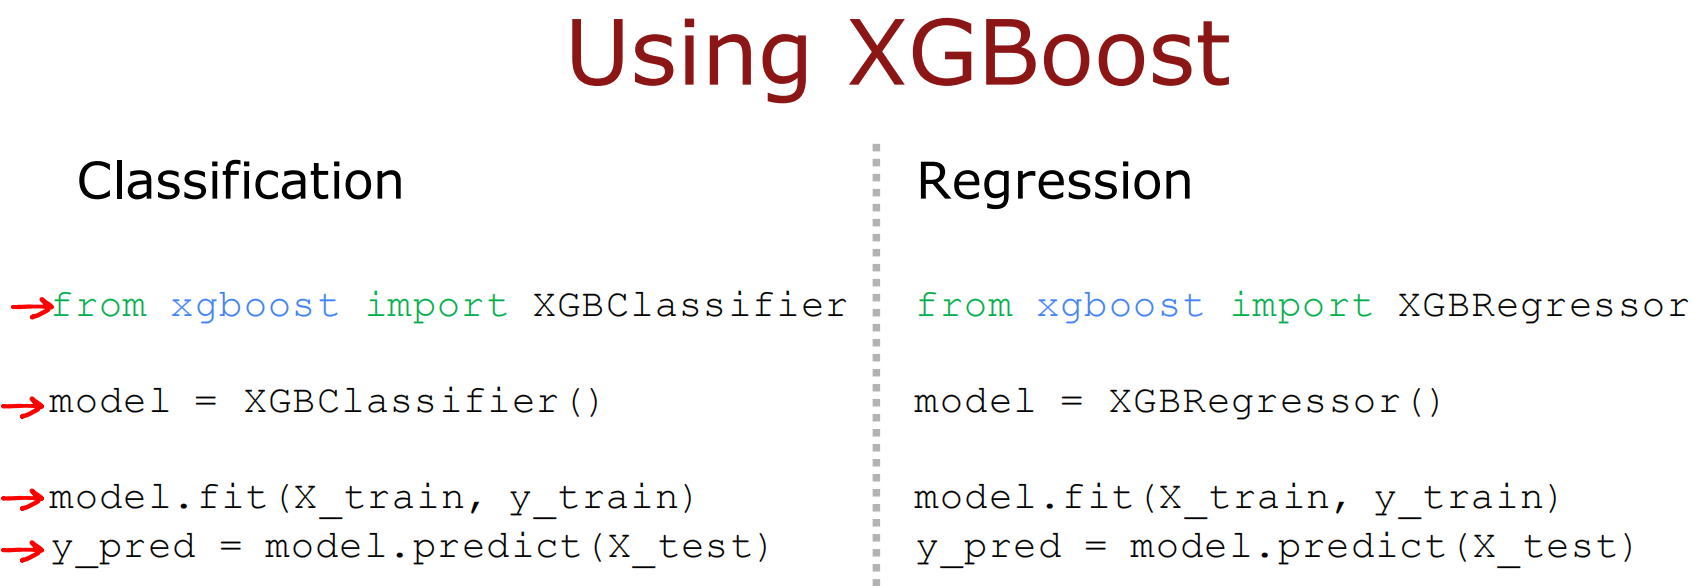 Using XGBoost
Classification
from xgboost import XGBClassifier
model = XGBClassifier()
model.fit(X_train, y_train)
y_pred = model.predict(X_test)
Regression
from xgboost import XGBRegressor
model = XGBRegressor()
model.fit(X_train, y_train)
y_pred = model.predict(X_test)